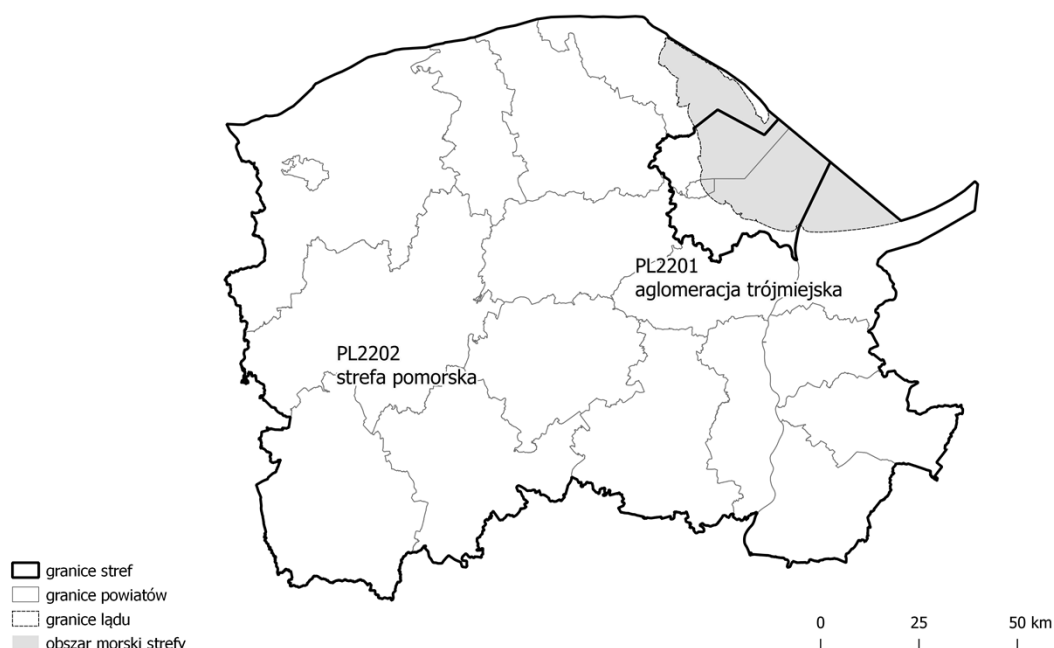 PL2201
aglomeracja trójmiejska
PL2202
strefa pomorska
granice stref
granice powiatów
granice lądu
obszar morski strefy
0 25 50 km